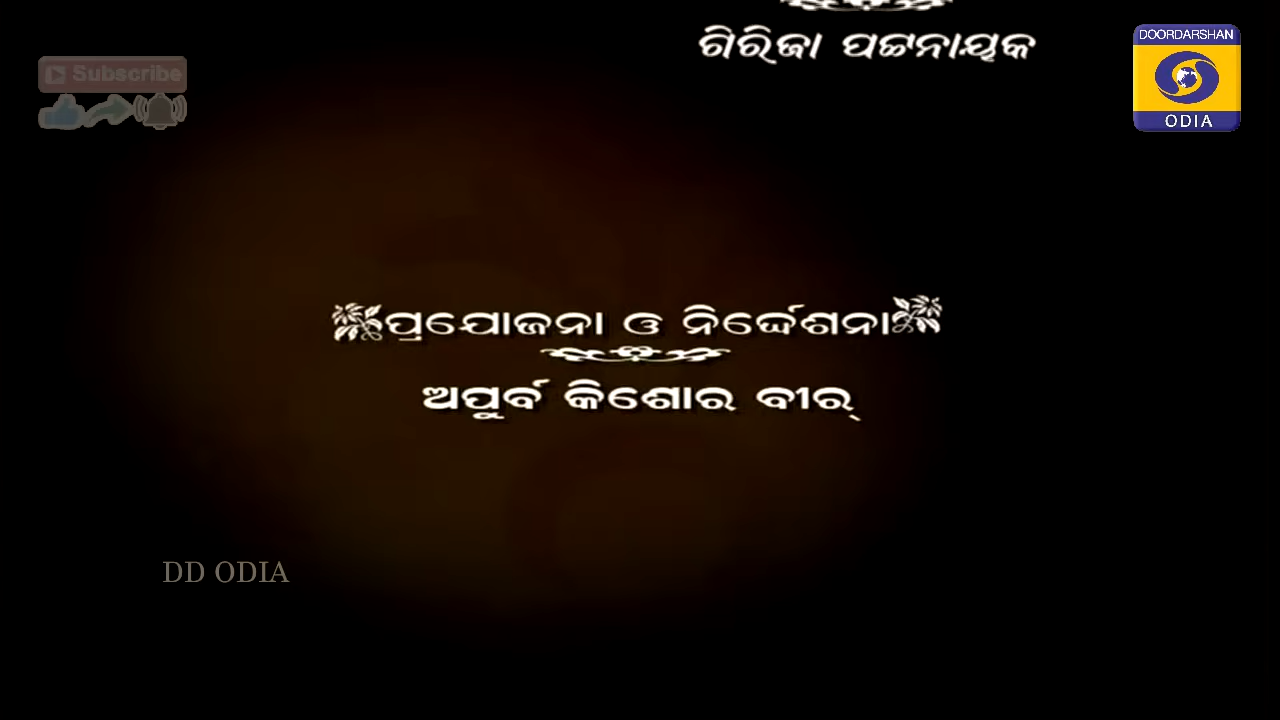 ଗିରିଜା ପଟ୍ଟନାୟକ
DOORDARSHAN
ODIA
Subscribe
ପ୍ରଯୋଜନା ଓ ନିର୍ଦ୍ଦେଶନା
ଅପୁର୍ବ କିଶୋର ବୀର୍
DD ODIA